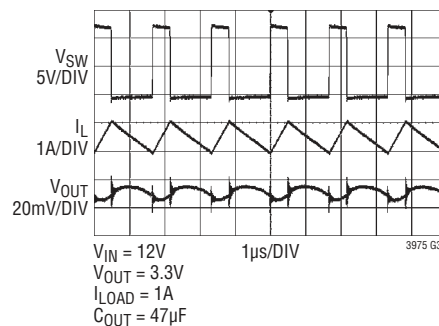 V_SW
5V/DIV
I_L
1A/DIV
V_OUT
20mV/DIV
V_IN = 12V
V_OUT = 3.3V
I_LOAD = 1A
C_OUT = 47µF
1µs/DIV
3975 G3